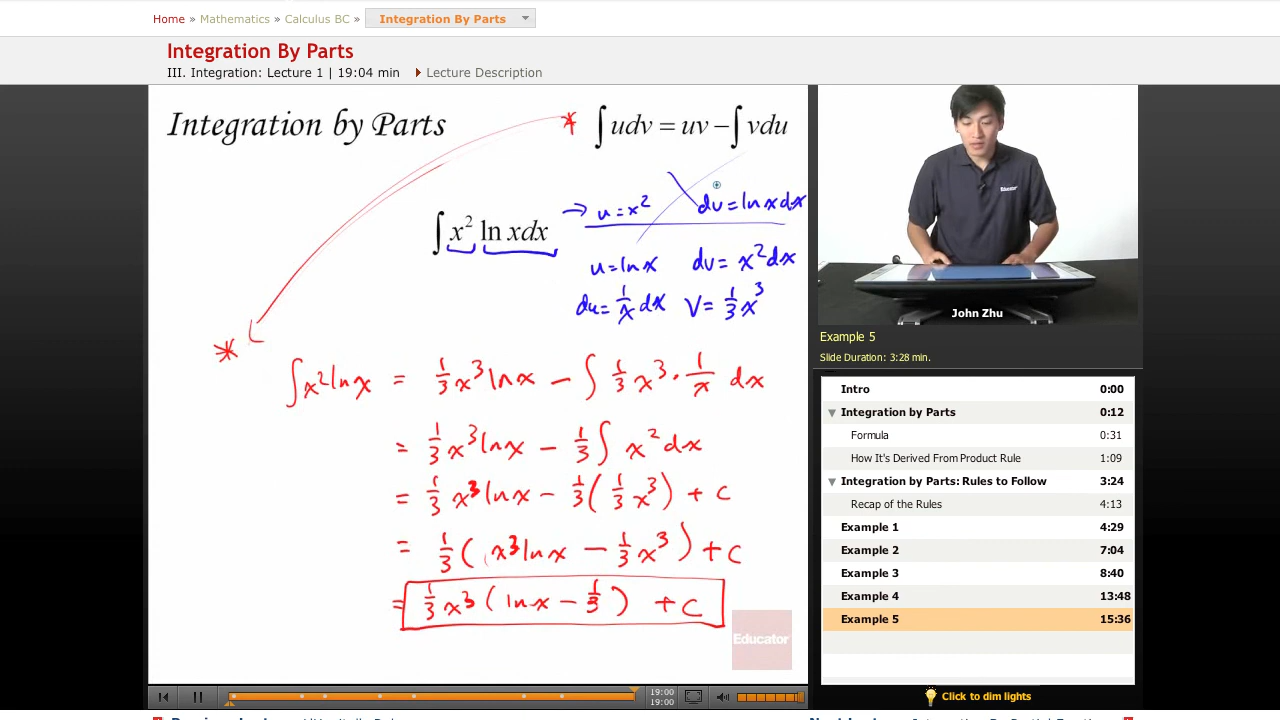 Home » Mathematics » Calculus BC » Integration By Parts
Integration By Parts
III. Integration: Lecture 1 | 19:04 min Lecture Description
Integration by Parts * ∫udv = uv − ∫vdu
∫x² ln xdx → u = x² dv = ln x dx
u = ln x dv = x² dx
du = 1/x dx v = 1/3 x³
*
∫x² ln x = 1/3 x³ ln x − ∫ 1/3 x³ · 1/x dx
= 1/3 x³ ln x − 1/3 ∫ x² dx
= 1/3 x³ ln x − 1/3 ( 1/3 x³ ) + C
= 1/3 ( x³ ln x − 1/3 x³ ) + C
= 1/3 x³ ( ln x − 1/3 ) + C
Educator
Educator
John Zhu
Example 5
Slide Duration: 3:28 min.
Intro 0:00
Integration by Parts 0:12
Formula 0:31
How It's Derived From Product Rule 1:09
Integration by Parts: Rules to Follow 3:24
Recap of the Rules 4:13
Example 1 4:29
Example 2 7:04
Example 3 8:40
Example 4 13:48
Example 5 15:36
19:00
19:00
Click to dim lights